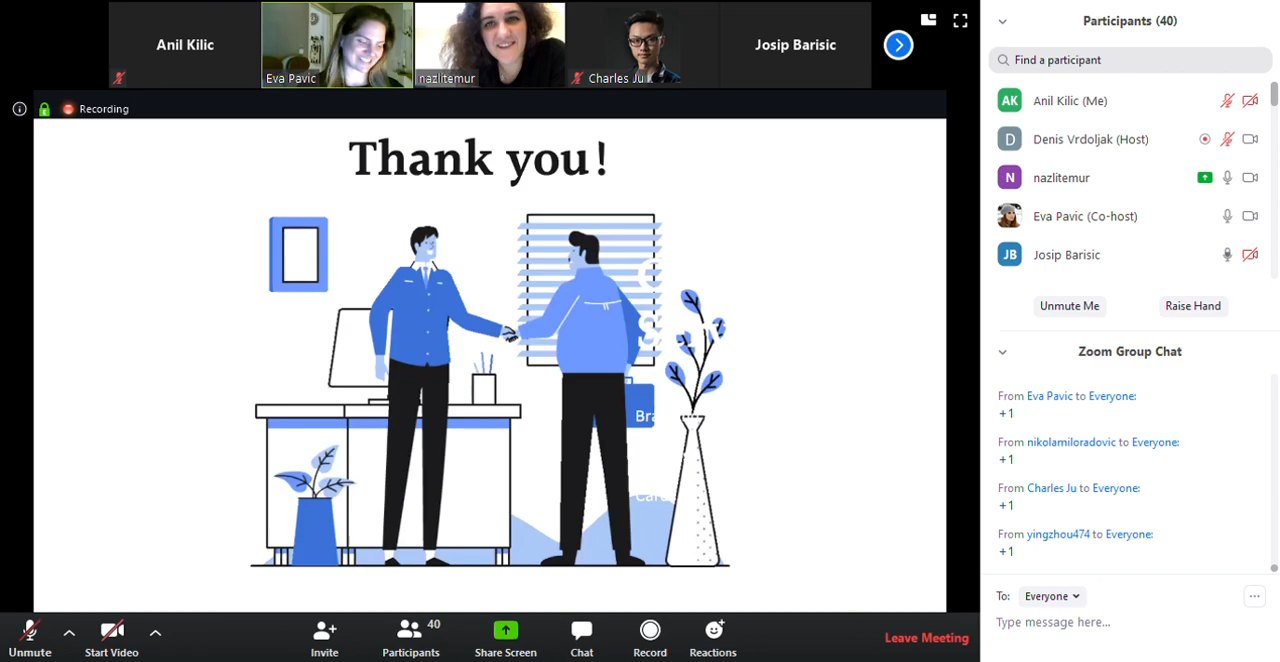 Anil Kilic
Eva Pavic
nazlitemur
Charles Ju
Josip Barisic
Recording
Thank you!
Bra
Participants (40)
Find a participant
AK Anil Kilic (Me)
D Denis Vrdoljak (Host)
N nazlitemur
Eva Pavic (Co-host)
JB Josip Barisic
Unmute Me Raise Hand
Zoom Group Chat
From Eva Pavic to Everyone:
+1
From nikolamiloradovic to Everyone:
+1
From Charles Ju to Everyone:
+1
From yingzhou474 to Everyone:
+1
To: Everyone
Type message here...
Unmute
Start Video
Invite
40
Participants
Share Screen
Chat
Record
Reactions
Leave Meeting